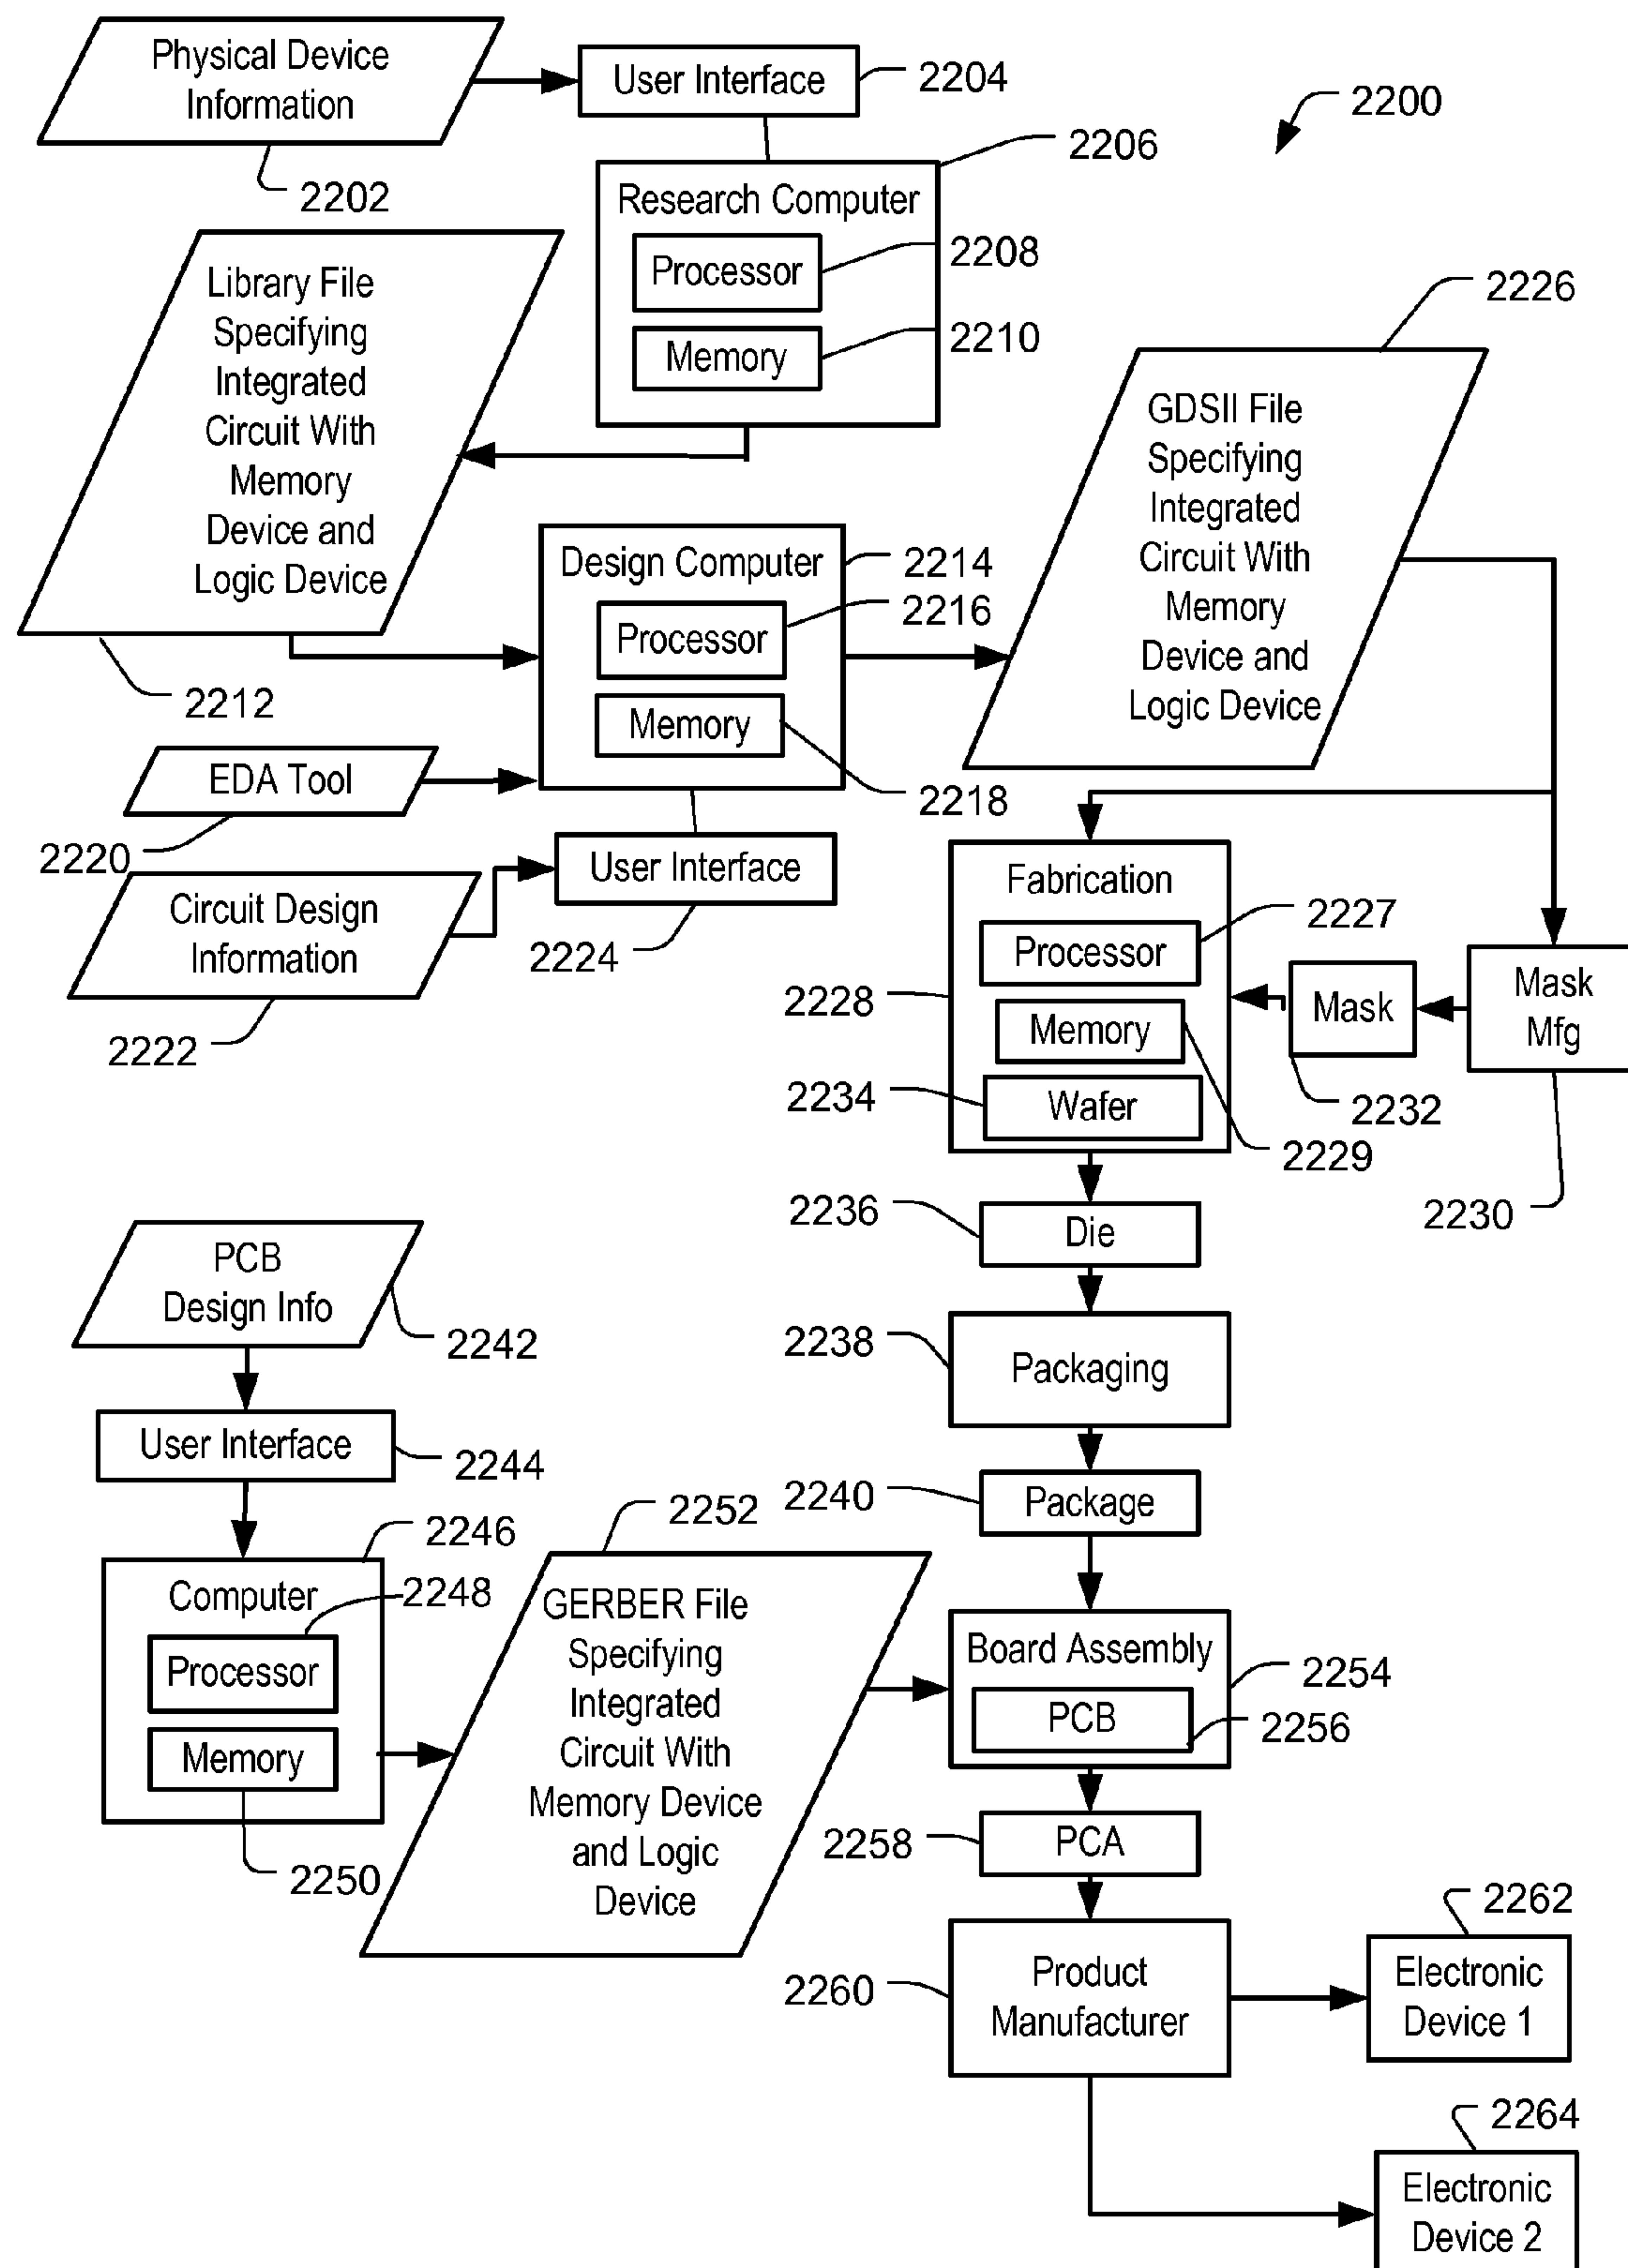 Physical Device
Information
2202
User Interface
2204
2200
2206
Research Computer
Processor
2208
Memory
2210
Library File
Specifying
Integrated
Circuit With
Memory
Device and
Logic Device
2212
2226
GDSII File
Specifying
Integrated
Circuit With
Memory
Device and
Logic Device
Design Computer
2214
Processor
2216
Memory
2218
EDA Tool
2220
User Interface
2224
Circuit Design
Information
2222
Fabrication
Processor
2227
2228
Memory
2229
2234
Wafer
Mask
2232
Mask
Mfg
2230
2236
Die
2238
Packaging
2240
Package
PCB
Design Info
2242
User Interface
2244
2246
Computer
2248
Processor
Memory
2250
2252
GERBER File
Specifying
Integrated
Circuit With
Memory Device
and Logic
Device
Board Assembly
2254
PCB
2256
2258
PCA
2260
Product
Manufacturer
2262
Electronic
Device 1
2264
Electronic
Device 2